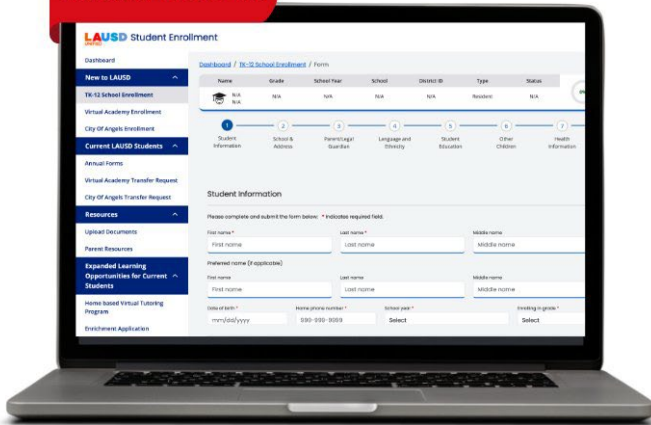 LAUSD Student Enrollment
UNIFIED
Dashboard
New to LAUSD
TK-12 School Enrollment
Virtual Academy Enrollment
City Of Angels Enrollment
Current LAUSD Students
Annual Forms
Virtual Academy Transfer Request
City Of Angels Transfer Request
Resources
Upload Documents
Parent Resources
Expanded Learning
Opportunities for Current
Students
Home based Virtual Tutoring
Program
Enrichment Application
Dashboard / TK-12 School Enrollment / Form
Name Grade School Year School District ID Type Status
N/A N/A N/A N/A N/A Resident N/A
N/A
1 2 3 4 5 6 7
Student Information
School & Address
Parent/Legal Guardian
Language and Ethnicity
Student Education
Other Children
Health Information
Student Information
Please complete and submit the form below. * Indicates required field.
First name * Last name * Middle name
First name Last name Middle name
Preferred name (if applicable)
First name Last name Middle name
First name Last name Middle name
Date of birth * Home phone number * School year * Enrolling in grade *
mm/dd/yyyy 999-999-9999 Select Select